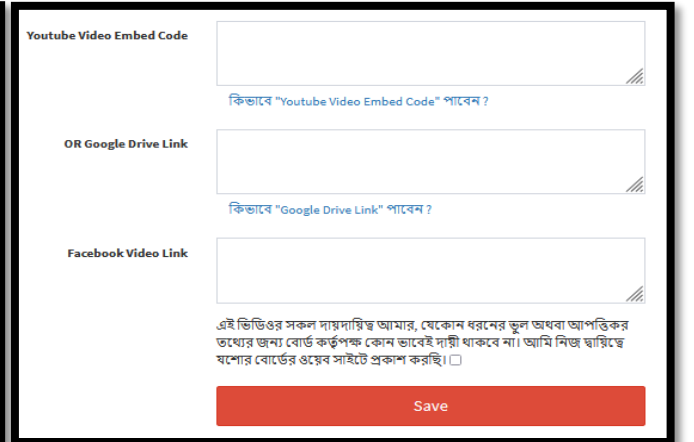 Youtube Video Embed Code
কিভাবে "Youtube Video Embed Code" পাবেন ?
OR Google Drive Link
কিভাবে "Google Drive Link" পাবেন ?
Facebook Video Link
এই ভিডিওর সকল দায়দায়িত্ব আমার, যেকোন ধরনের ভুল অথবা আপত্তিকর
তথ্যের জন্য বোর্ড কর্তৃপক্ষ কোন ভাবেই দায়ী থাকবে না। আমি নিজ দ্বায়িত্বে
যশোর বোর্ডের ওয়েব সাইটে প্রকাশ করছি।
Save